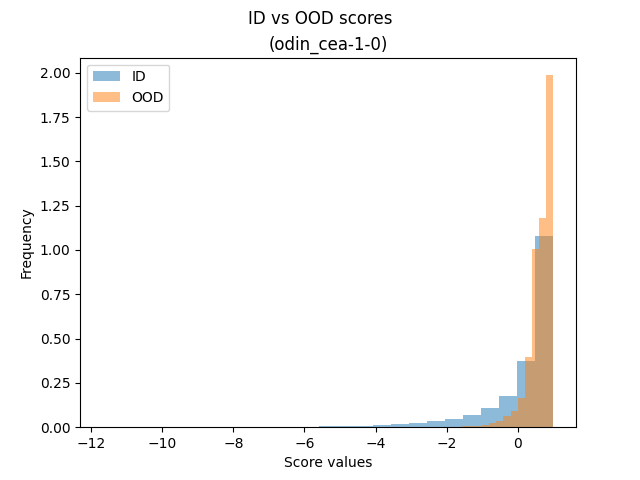 ID vs OOD scores
(odin_cea-1-0)
ID
OOD
2.00
1.75
1.50
1.25
1.00
0.75
0.50
0.25
0.00
Frequency
−12
−10
−8
−6
−4
−2
0
Score values